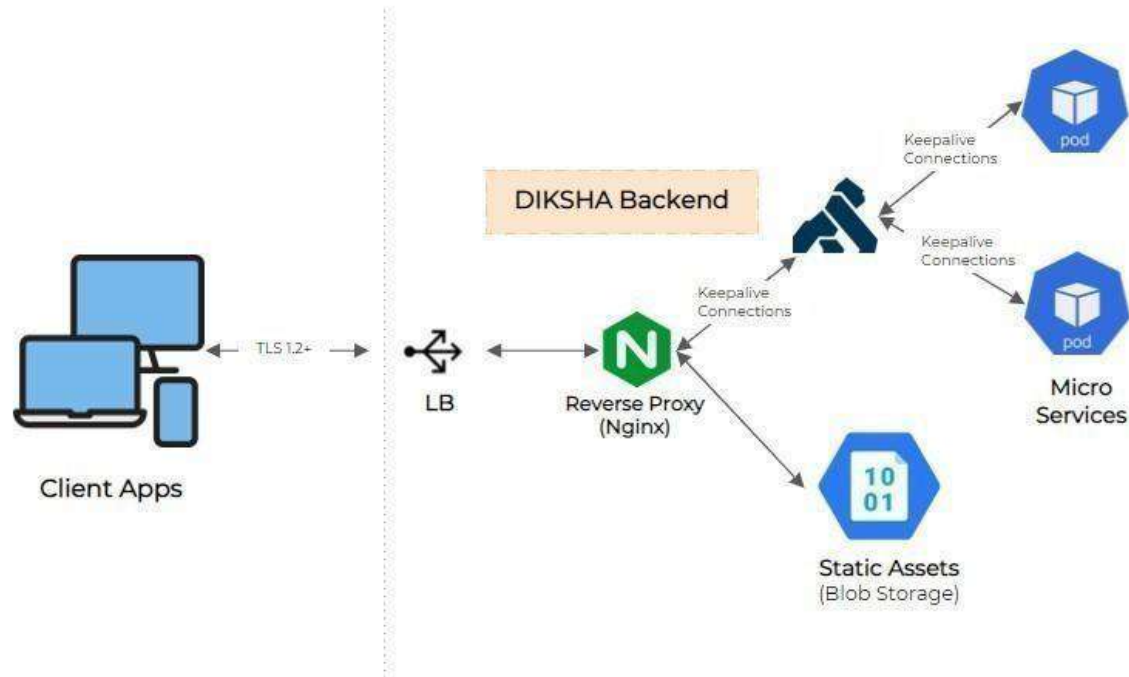 pod
Keepalive
Connections
DIKSHA Backend
Keepalive
Connections
Keepalive
Connections
pod
TLS 1.2+
N
LB
Reverse Proxy
(Nginx)
Micro
Services
Client Apps
10
01
Static Assets
(Blob Storage)